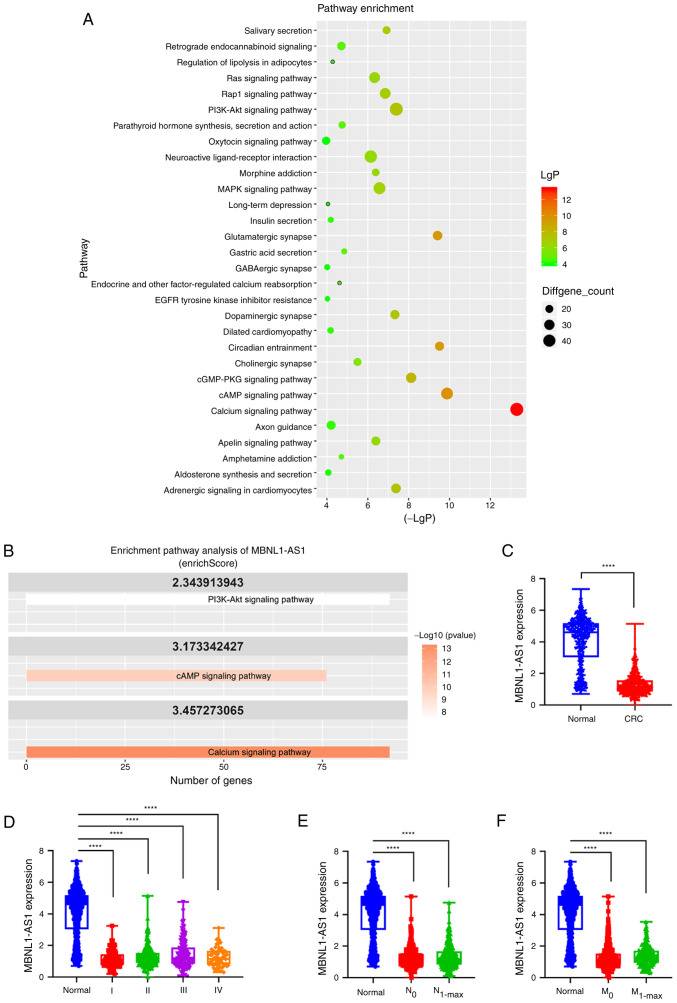 A
Pathway enrichment
Salivary secretion
Retrograde endocannabinoid signaling
Regulation of lipolysis in adipocytes
Ras signaling pathway
Rap1 signaling pathway
PI3K-Akt signaling pathway
Parathyroid hormone synthesis, secretion and action
Oxytocin signaling pathway
Neuroactive ligand-receptor interaction
Morphine addiction
MAPK signaling pathway
Long-term depression
Insulin secretion
Glutamatergic synapse
Gastric acid secretion
GABAergic synapse
Endocrine and other factor-regulated calcium reabsorption
EGFR tyrosine kinase inhibitor resistance
Dopaminergic synapse
Dilated cardiomyopathy
Circadian entrainment
Cholinergic synapse
cGMP-PKG signaling pathway
cAMP signaling pathway
Calcium signaling pathway
Axon guidance
Apelin signaling pathway
Amphetamine addiction
Aldosterone synthesis and secretion
Adrenergic signaling in cardiomyocytes
Pathway
4 6 8 10 12
(−LgP)
LgP
12
10
8
6
4
Diffgene_count
20
30
40
B
Enrichment pathway analysis of MBNL1-AS1
(enrichScore)
2.343913943
PI3K-Akt signaling pathway
3.173342427
cAMP signaling pathway
3.457273065
Calcium signaling pathway
0 25 50 75
Number of genes
−Log10 (pvalue)
13
12
11
10
9
8
C
MBNL1-AS1 expression
8
6
4
2
0
****
Normal CRC
D
MBNL1-AS1 expression
8
6
4
2
0
****
****
****
****
Normal I II III IV
E
MBNL1-AS1 expression
8
6
4
2
0
****
****
Normal N0 N1-max
F
MBNL1-AS1 expression
8
6
4
2
0
****
****
Normal M0 M1-max